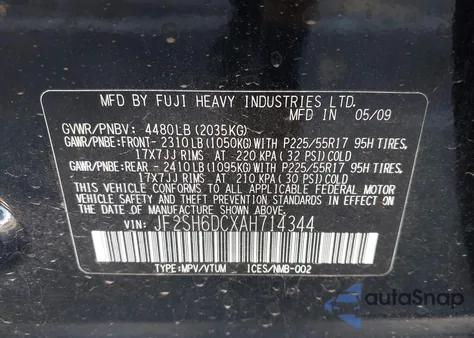 MFD BY FUJI HEAVY INDUSTRIES LTD.
MFD.IN 05/09
GVWR/PNBV: 4480LB (2035KG)
GAWR/PNBE:FRONT- 2310LB (1050KG) WITH P225/55R17 95H TIRES,
17X7JJ RIMS AT 220 KPA (32 PSI) COLD
GAWR/PNBE:REAR - 2410LB (1095KG) WITH P225/55R17 95H TIRES,
17X7JJ RIMS AT 210 KPA (30 PSI) COLD
THIS VEHICLE CONFORMS TO ALL APPLICABLE FEDERAL MOTOR
VEHICLE SAFETY, BUMPER, AND THEFT PREVENTION STANDARDS IN
EFFECT ON THE DATE OF MANUFACTURE SHOWN ABOVE.
VIN: JF2SH6DCXAH714344
TYPE:MPV/VTUM ICES/NMB-002
autoSnap